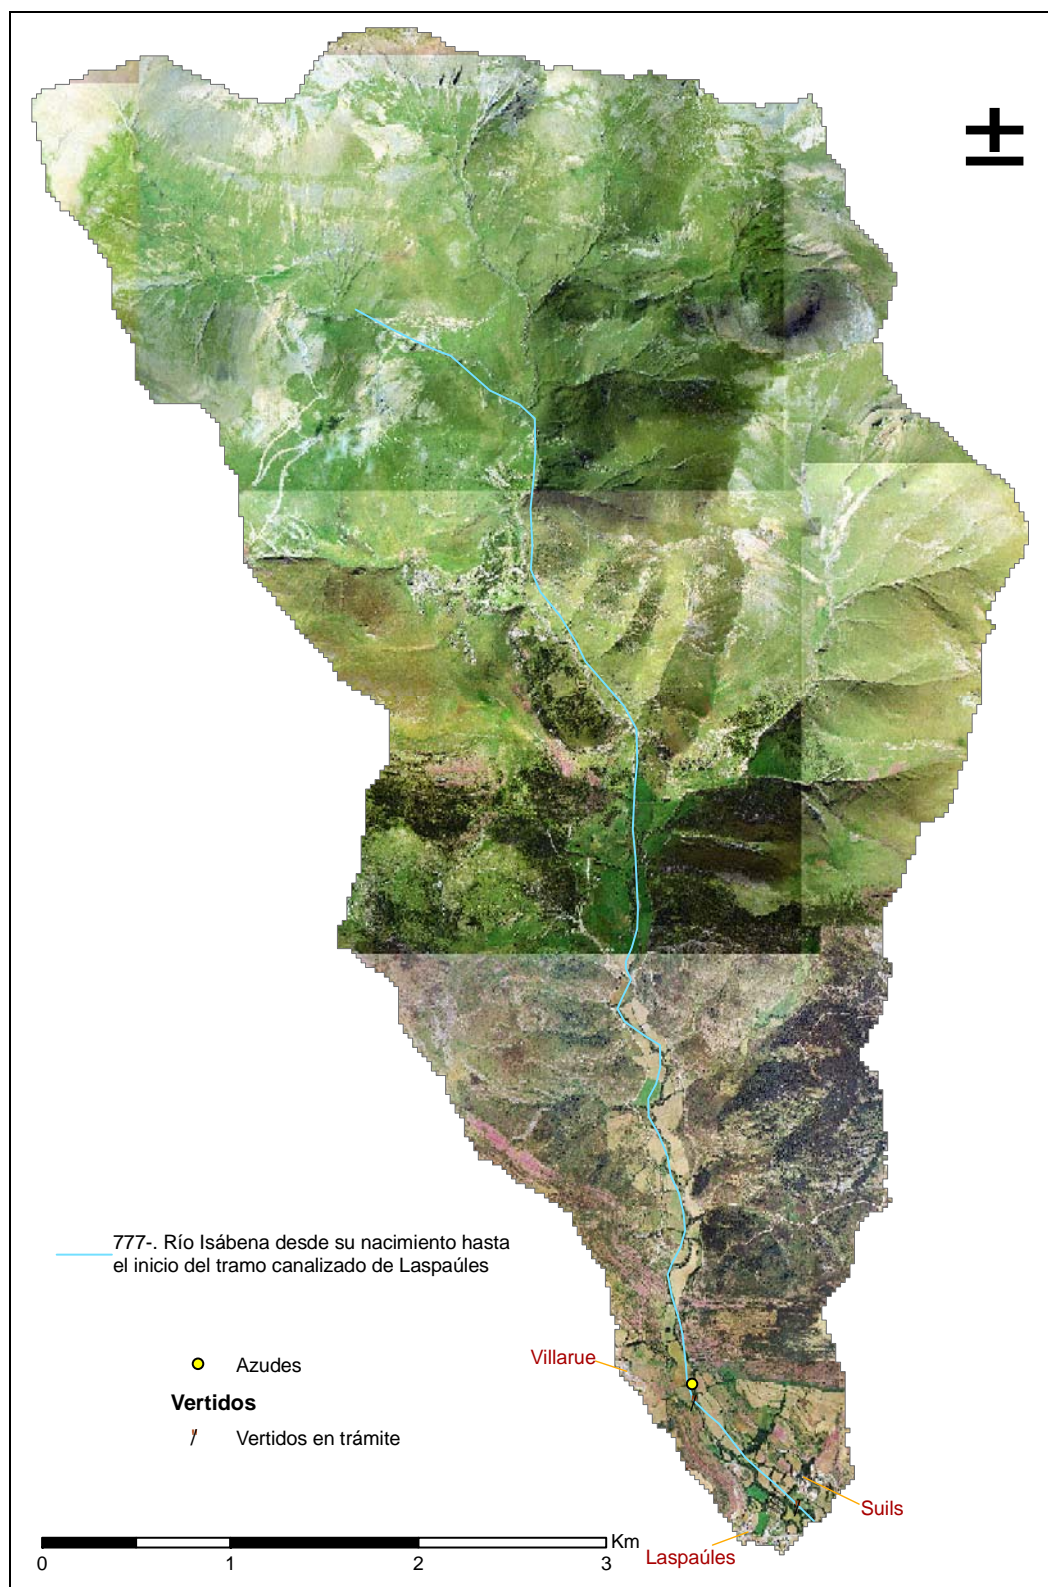 777-. Río Isábena desde su nacimiento hasta
el inicio del tramo canalizado de Laspaúles
Villarue
Azudes
Vertidos
Vertidos en trámite
Suils
Laspaúles
Km
0 1 2 3